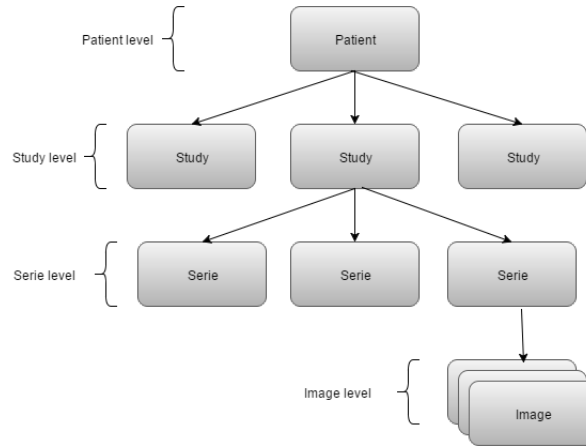 Patient level
Patient
Study level
Study
Study
Study
Serie level
Serie
Serie
Serie
Image level
Image